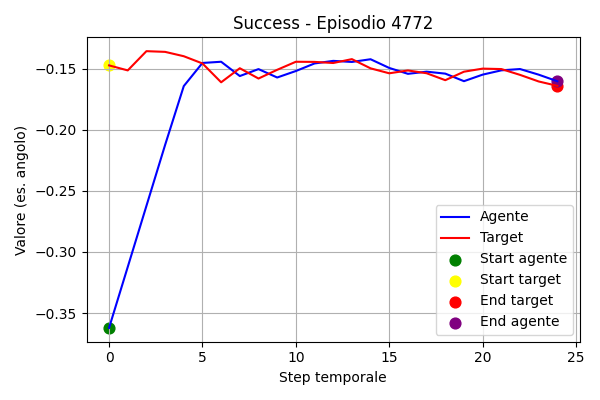 Success - Episodio 4772
Valore (es. angolo)
−0.15
−0.20
−0.25
−0.30
−0.35
0
5
10
15
20
25
Step temporale
Agente
Target
Start agente
Start target
End target
End agente